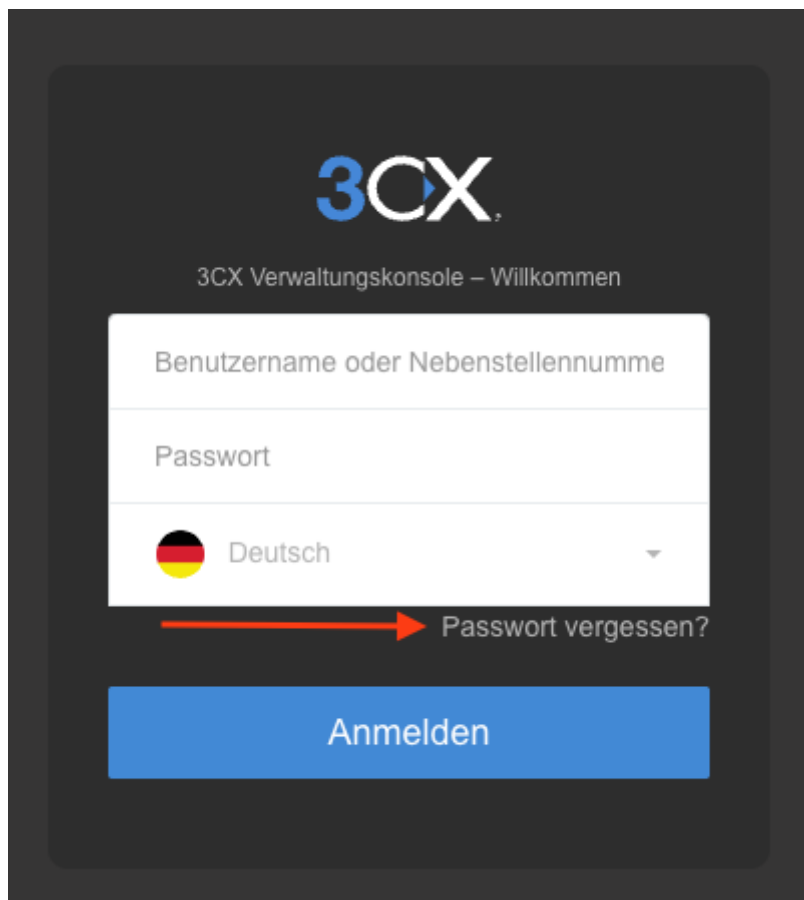 3CX
3CX Verwaltungskonsole – Willkommen
Benutzername oder Nebenstellennumme
Passwort
Deutsch
Passwort vergessen?
Anmelden